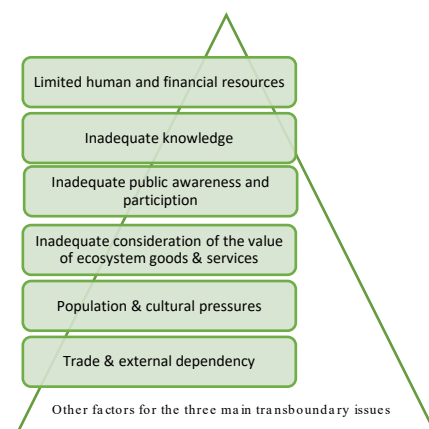 Limited human and financial resources
Inadequate knowledge
Inadequate public awareness and
particiption
Inadequate consideration of the value
of ecosystem goods & services
Population & cultural pressures
Trade & external dependency
Other factors for the three main transboundary issues